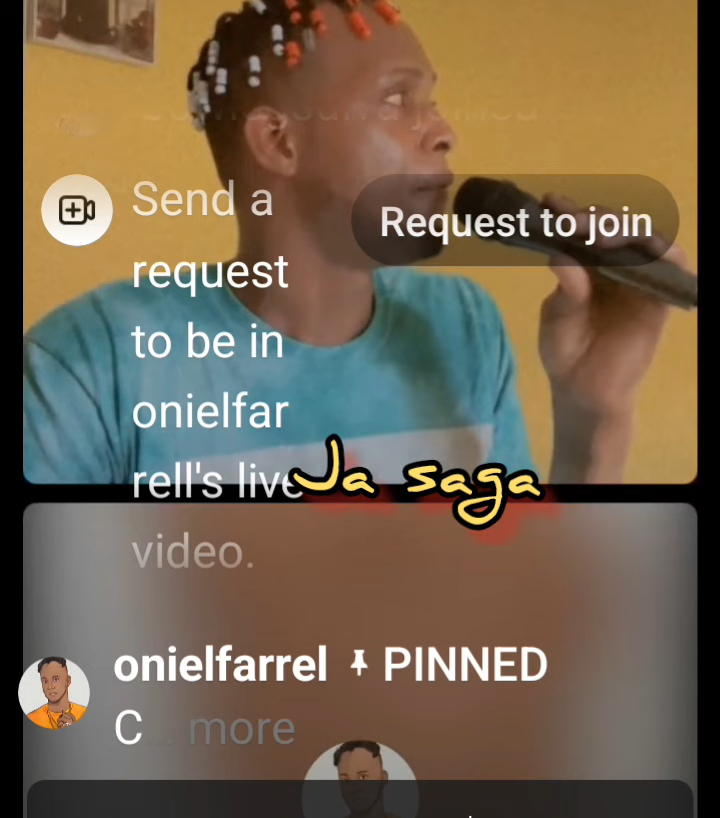 Send a
request
to be in
onielfar
rell's live
video.
Request to join
Ja saga
onielfarrel PINNED
C... more